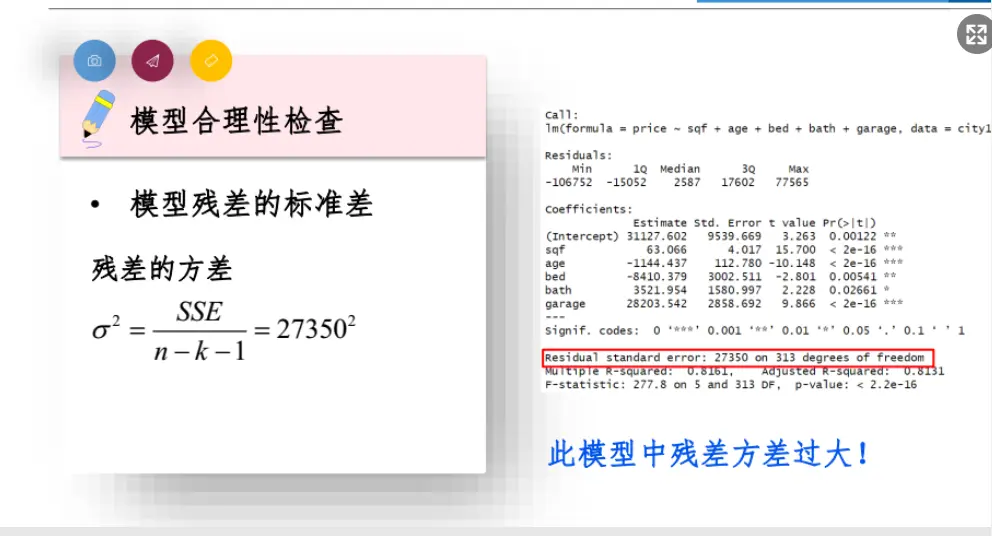 模型合理性检查
• 模型残差的标准差
残差的方差
σ² = SSE / (n − k − 1) = 27350²
Call:
lm(formula = price ~ sqf + age + bed + bath + garage, data = city1
Residuals:
Min 1Q Median 3Q Max
-106752 -15052 2587 17602 77565
Coefficients:
Estimate Std. Error t value Pr(>|t|)
(Intercept) 31127.602 9539.669 3.263 0.00122 **
sqf 63.066 4.017 15.700 < 2e-16 ***
age -1144.437 112.780 -10.148 < 2e-16 ***
bed -8410.379 3002.511 -2.801 0.00541 **
bath 3521.954 1580.997 2.228 0.02661 *
garage 28203.542 2858.692 9.866 < 2e-16 ***
---
Signif. codes: 0 ‘***’ 0.001 ‘**’ 0.01 ‘*’ 0.05 ‘.’ 0.1 ‘ ’ 1
Residual standard error: 27350 on 313 degrees of freedom
Multiple R-squared: 0.8161, Adjusted R-squared: 0.8131
F-statistic: 277.8 on 5 and 313 DF, p-value: < 2.2e-16
此模型中残差方差过大！